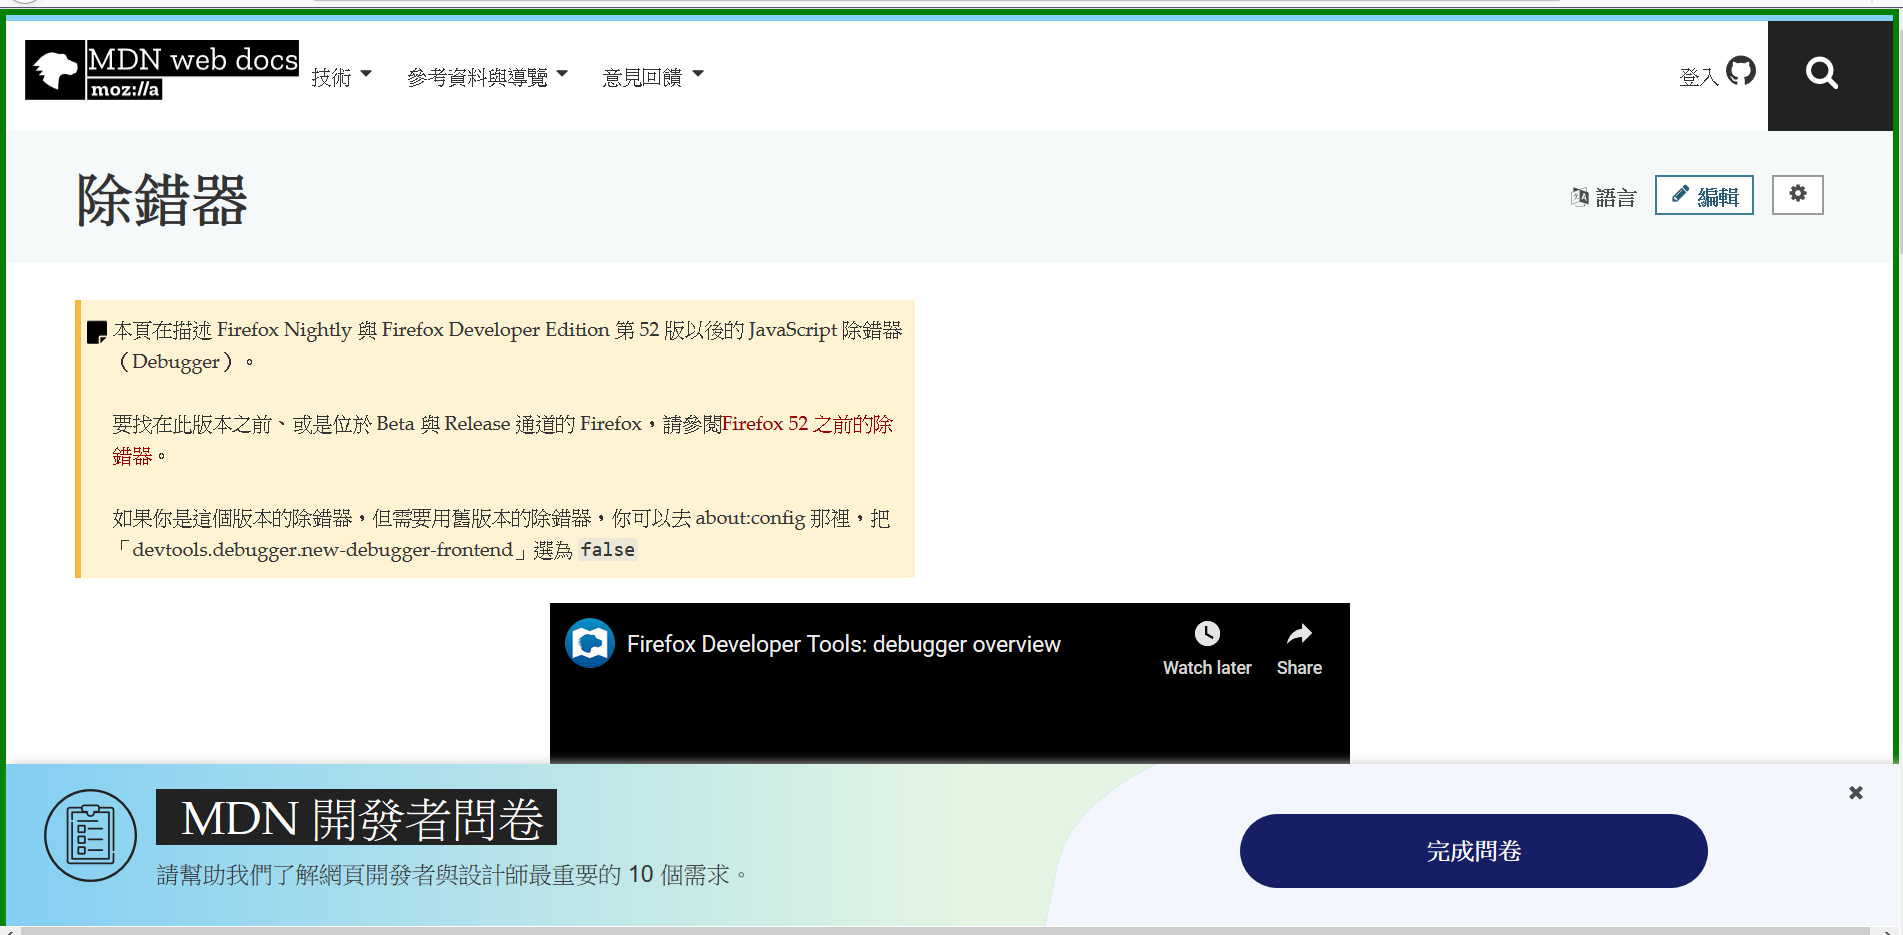 MDN web docs
moz://a
技術
參考資料與導覽
意見回饋
登入
除錯器
語言
編輯
本頁在描述 Firefox Nightly 與 Firefox Developer Edition 第 52 版以後的 JavaScript 除錯器
（Debugger）。
要找在此版本之前、或是位於 Beta 與 Release 通道的 Firefox，請參閱Firefox 52 之前的除
錯器。
如果你是這個版本的除錯器，但需要用舊版本的除錯器，你可以去 about:config 那裡，把
「devtools.debugger.new-debugger-frontend」選為 false
Firefox Developer Tools: debugger overview
Watch later
Share
MDN 開發者問卷
請幫助我們了解網頁開發者與設計師最重要的 10 個需求。
完成問卷